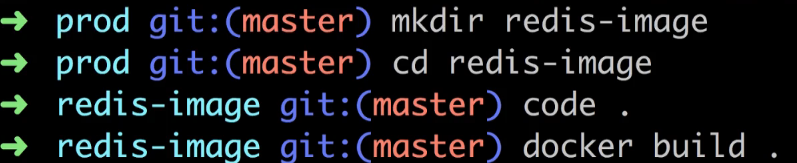 ➜ prod git:(master) mkdir redis-image
➜ prod git:(master) cd redis-image
➜ redis-image git:(master) code .
➜ redis-image git:(master) docker build .